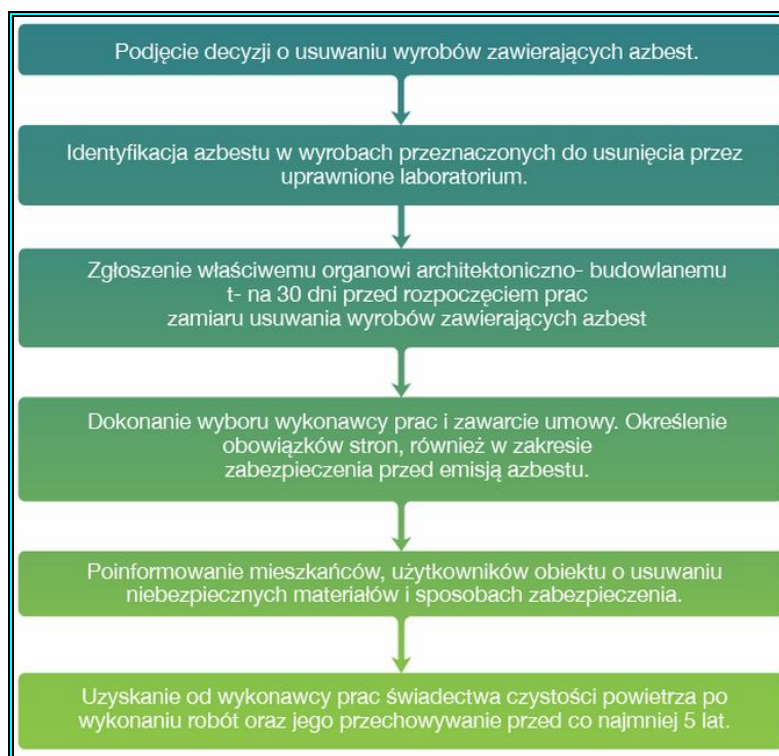 Podjęcie decyzji o usuwaniu wyrobów zawierających azbest.
Identyfikacja azbestu w wyrobach przeznaczonych do usunięcia przez
uprawnione laboratorium.
Zgłoszenie właściwemu organowi architektoniczno- budowlanemu
t- na 30 dni przed rozpoczęciem prac
zamiaru usuwania wyrobów zawierających azbest
Dokonanie wyboru wykonawcy prac i zawarcie umowy. Określenie
obowiązków stron, również w zakresie
zabezpieczenia przed emisją azbestu.
Poinformowanie mieszkańców, użytkowników obiektu o usuwaniu
niebezpiecznych materiałów i sposobach zabezpieczenia.
Uzyskanie od wykonawcy prac świadectwa czystości powietrza po
wykonaniu robót oraz jego przechowywanie przed co najmniej 5 lat.